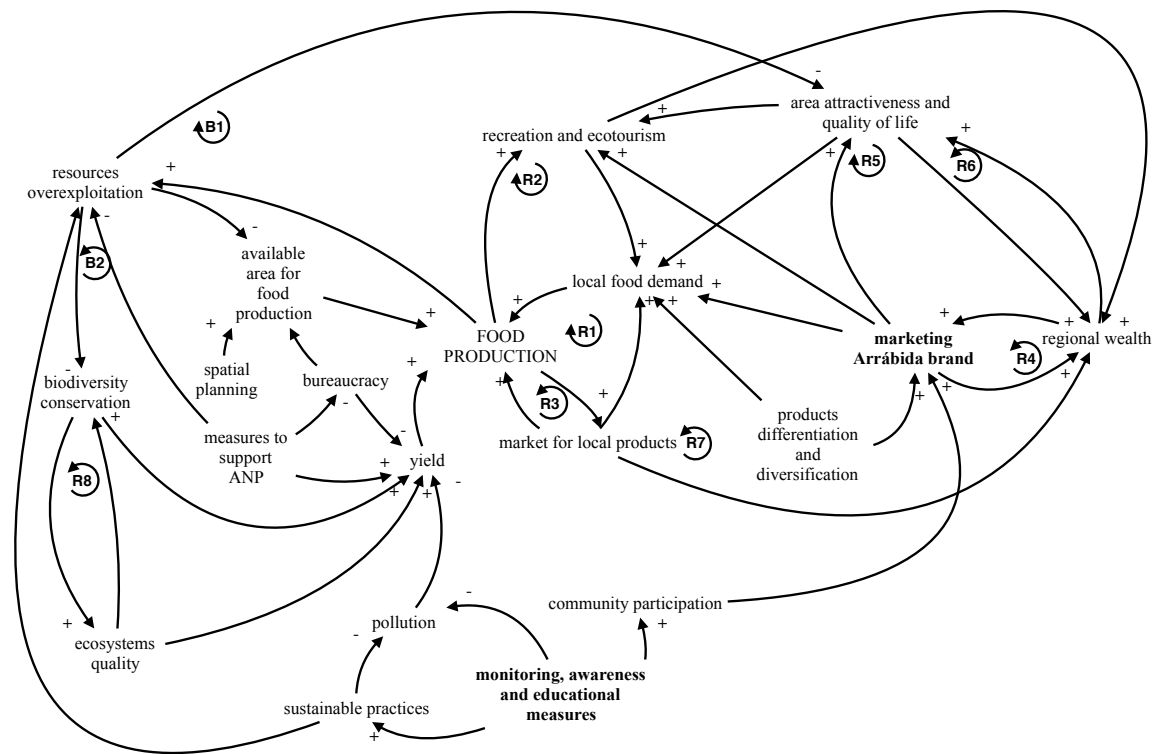 -
area attractiveness and
quality of life
+
+
B1
recreation and ecotourism
+
+
+
R5
R6
resources
overexploitation
+
R2
-
-
B2
available
area for
food
production
+
+
local food demand
+
+
+
+
+
+
FOOD
PRODUCTION
R1
marketing
Arrábida brand
+
+
+
regional wealth
R4
+
spatial
planning
-
biodiversity
conservation
+
bureaucracy
-
+
+
R3
+
+
+
+
market for local products
R7
products
differentiation
and
diversification
measures to
support
ANP
-
yield
+
+
+
-
R8
+
ecosystems
quality
community participation
+
-
pollution
-
monitoring, awareness
and educational
measures
sustainable practices
+